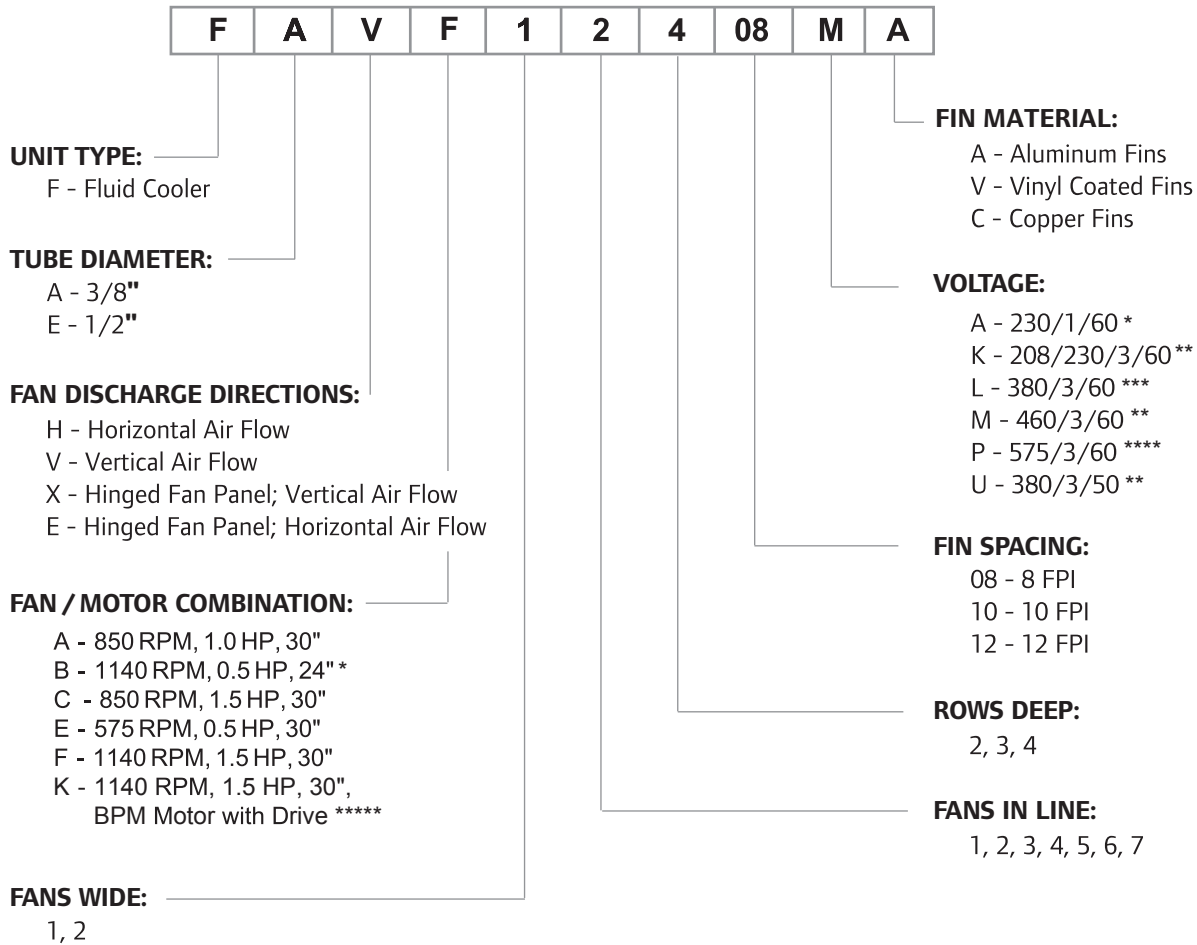 F A V F 1 2 4 08 M A
UNIT TYPE:
F - Fluid Cooler
TUBE DIAMETER:
A - 3/8"
E - 1/2"
FAN DISCHARGE DIRECTIONS:
H - Horizontal Air Flow
V - Vertical Air Flow
X - Hinged Fan Panel; Vertical Air Flow
E - Hinged Fan Panel; Horizontal Air Flow
FAN / MOTOR COMBINATION:
A - 850 RPM, 1.0 HP, 30"
B - 1140 RPM, 0.5 HP, 24" *
C - 850 RPM, 1.5 HP, 30"
E - 575 RPM, 0.5 HP, 30"
F - 1140 RPM, 1.5 HP, 30"
K - 1140 RPM, 1.5 HP, 30",
BPM Motor with Drive *****
FANS WIDE:
1, 2
FIN MATERIAL:
A - Aluminum Fins
V - Vinyl Coated Fins
C - Copper Fins
VOLTAGE:
A - 230/1/60 *
K - 208/230/3/60 **
L - 380/3/60 ***
M - 460/3/60 **
P - 575/3/60 ****
U - 380/3/50 **
FIN SPACING:
08 - 8 FPI
10 - 10 FPI
12 - 12 FPI
ROWS DEEP:
2, 3, 4
FANS IN LINE:
1, 2, 3, 4, 5, 6, 7